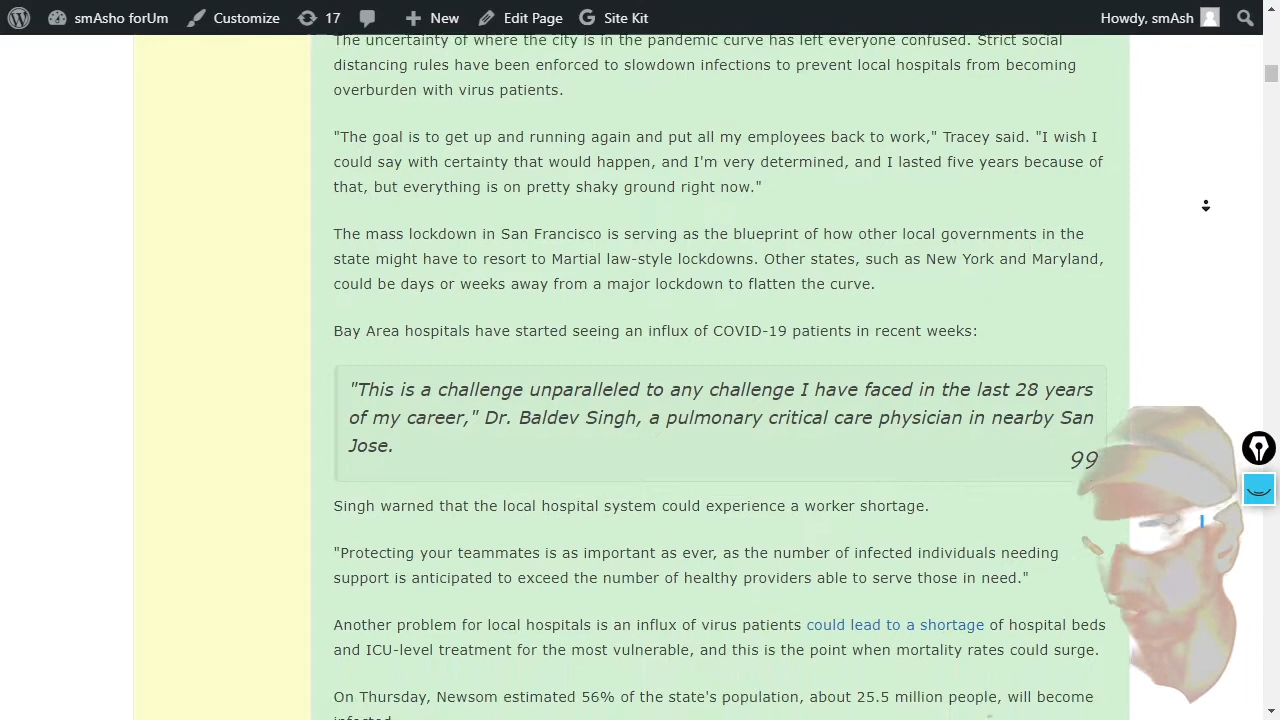 smAsho forUm Customize 17 New Edit Page Site Kit Howdy, smAsh
The uncertainty of where the city is in the pandemic curve has left everyone confused. Strict social
distancing rules have been enforced to slowdown infections to prevent local hospitals from becoming
overburden with virus patients.
"The goal is to get up and running again and put all my employees back to work," Tracey said. "I wish I
could say with certainty that would happen, and I'm very determined, and I lasted five years because of
that, but everything is on pretty shaky ground right now."
The mass lockdown in San Francisco is serving as the blueprint of how other local governments in the
state might have to resort to Martial law-style lockdowns. Other states, such as New York and Maryland,
could be days or weeks away from a major lockdown to flatten the curve.
Bay Area hospitals have started seeing an influx of COVID-19 patients in recent weeks:
"This is a challenge unparalleled to any challenge I have faced in the last 28 years
of my career," Dr. Baldev Singh, a pulmonary critical care physician in nearby San
Jose.
99
Singh warned that the local hospital system could experience a worker shortage.
"Protecting your teammates is as important as ever, as the number of infected individuals needing
support is anticipated to exceed the number of healthy providers able to serve those in need."
Another problem for local hospitals is an influx of virus patients could lead to a shortage of hospital beds
and ICU-level treatment for the most vulnerable, and this is the point when mortality rates could surge.
On Thursday, Newsom estimated 56% of the state's population, about 25.5 million people, will become
infected